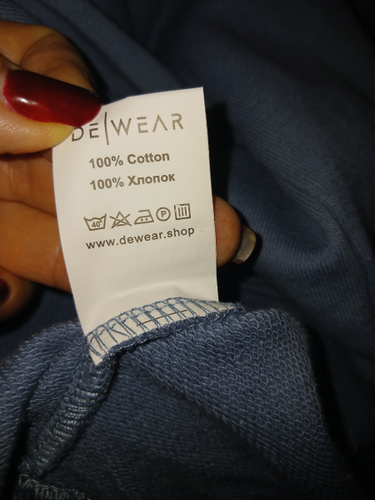 DE|WEAR
100% Cotton
100% Хлопок
40° P
www.dewear.shop